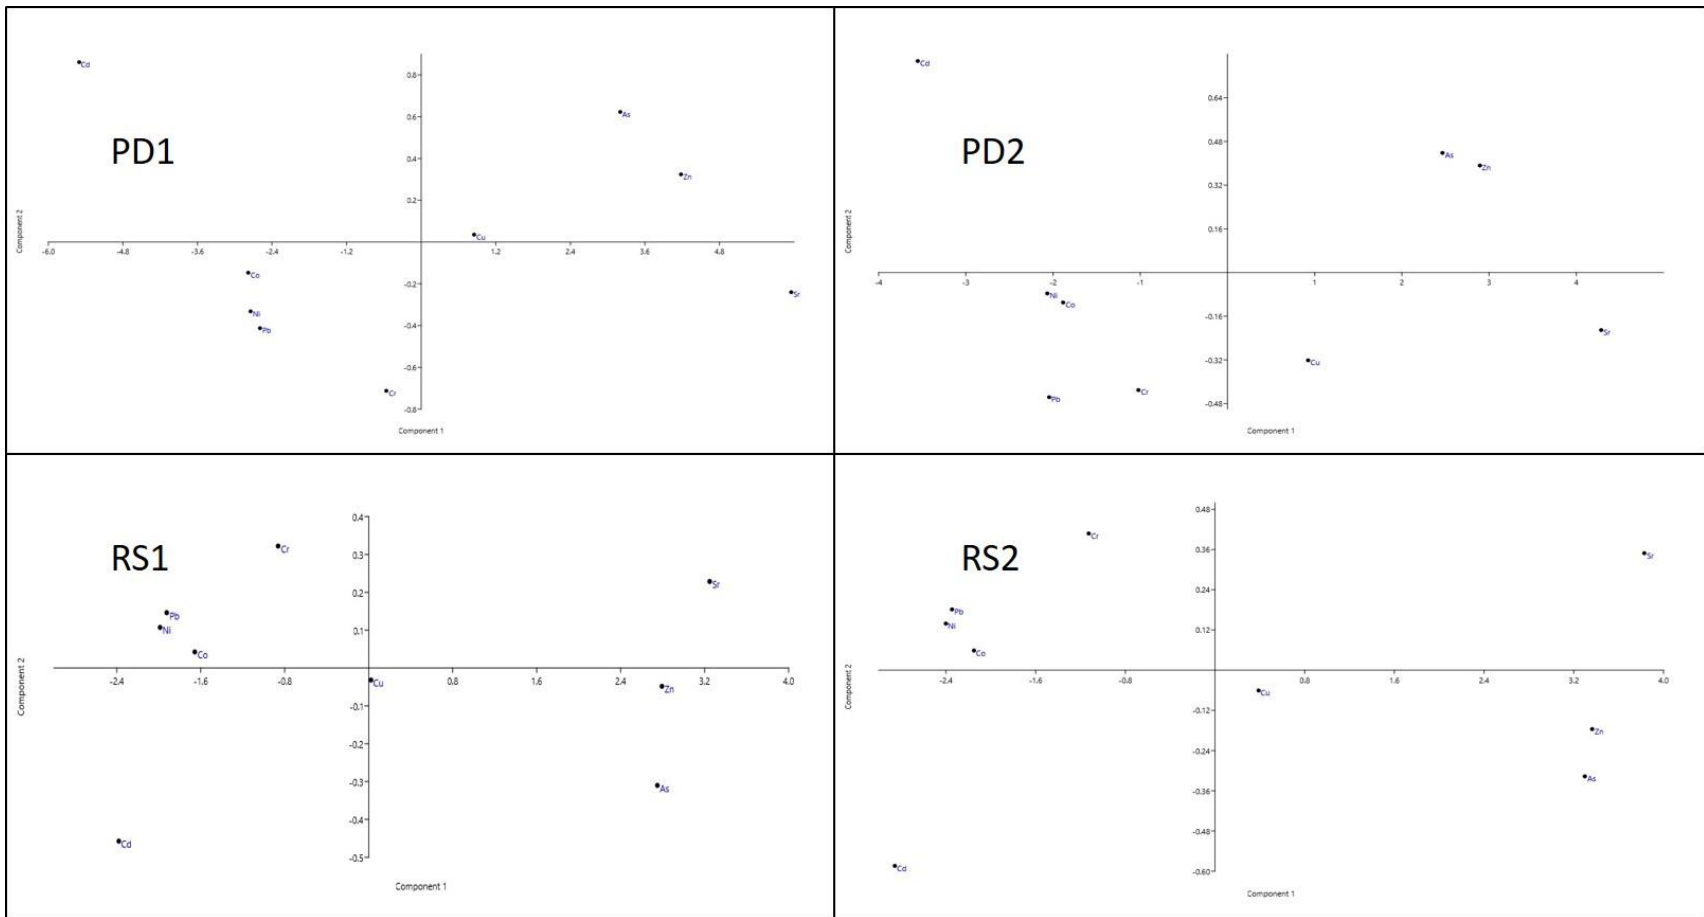 PD1
Component 2
0.8
0.6
0.4
0.2
-0.2
-0.4
-0.6
-0.8
-6.0 -4.8 -3.6 -2.4 -1.2 1.2 2.4 3.6 4.8
Cd
As
Zn
Cu
Co
Sr
Ni
Pb
Cr
Component 1
PD2
Component 2
0.64
0.48
0.32
0.16
-0.16
-0.32
-0.48
-4 -3 -2 -1 1 2 3 4
Cd
As
Zn
Ni
Co
Sr
Cu
Cr
Pb
Component 1
RS1
Component 2
0.4
0.3
0.2
0.1
-0.1
-0.2
-0.3
-0.4
-0.5
-2.4 -1.6 -0.8 0.8 1.6 2.4 3.2 4.0
Cr
Sr
Pb
Ni
Co
Cu
Zn
As
Cd
Component 1
RS2
Component 2
0.48
0.36
0.24
0.12
-0.12
-0.24
-0.36
-0.48
-0.60
-2.4 -1.6 -0.8 0.8 1.6 2.4 3.2 4.0
Cr
Sr
Pb
Ni
Co
Cu
Zn
As
Cd
Component 1